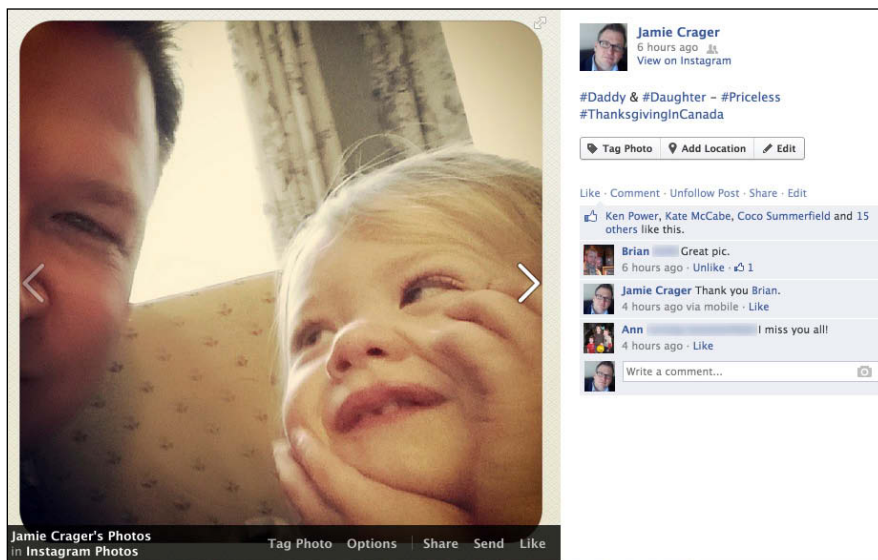 Jamie Crager
6 hours ago
View on Instagram
#Daddy & #Daughter – #Priceless
#ThanksgivingInCanada
Tag Photo Add Location Edit
Like · Comment · Unfollow Post · Share · Edit
Ken Power, Kate McCabe, Coco Summerfield and 15
others like this.
Brian Great pic.
6 hours ago · Unlike · 1
Jamie Crager Thank you Brian.
4 hours ago via mobile · Like
Ann I miss you all!
4 hours ago · Like
Write a comment...
Jamie Crager's Photos
in Instagram Photos
Tag Photo Options Share Send Like